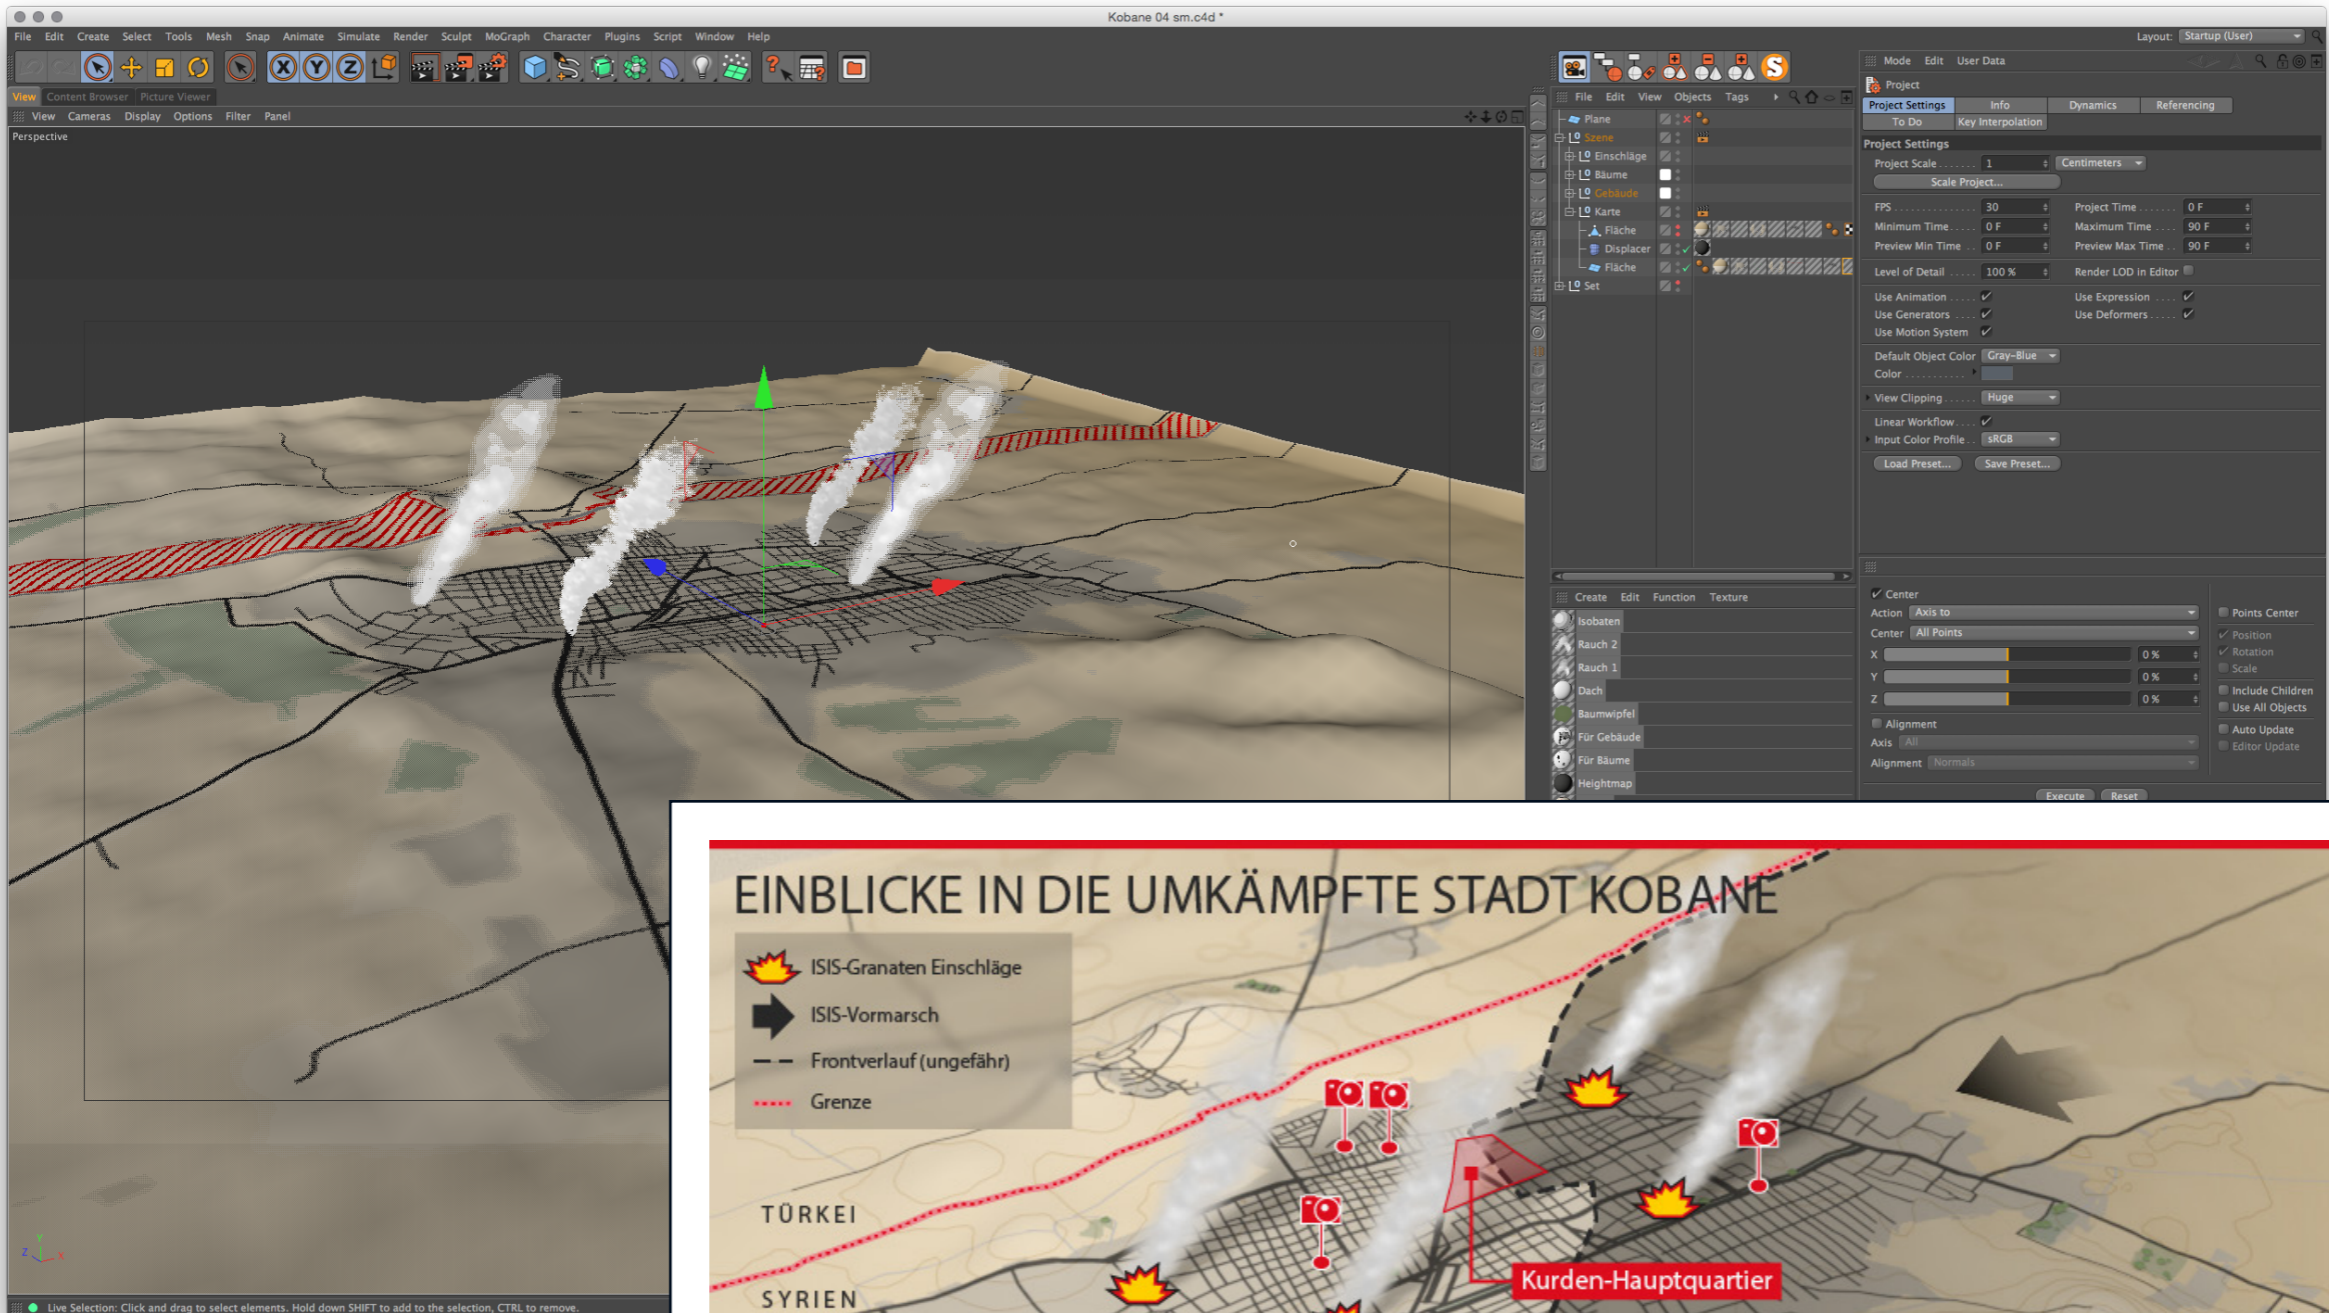 Kobane 04 sm.c4d *
File Edit Create Select Tools Mesh Snap Animate Simulate Render Sculpt MoGraph Character Plugins Script Window Help
Layout: Startup (User)
X Y Z
View Content Browser Picture Viewer
View Cameras Display Options Filter Panel
Perspective
File Edit View Objects Tags
Plane
Szene
Einschläge
Bäume
Gebäude
Karte
Fläche
Displacer
Fläche
Set
Create Edit Function Texture
Isobaten
Rauch 2
Rauch 1
Dach
Baumwipfel
Für Gebäude
Für Bäume
Heightmap
Mode Edit User Data
Project
Project Settings Info Dynamics Referencing
To Do Key Interpolation
Project Settings
Project Scale 1 Centimeters
Scale Project...
FPS 30 Project Time 0 F
Minimum Time 0 F Maximum Time 90 F
Preview Min Time 0 F Preview Max Time 90 F
Level of Detail 100 % Render LOD in Editor
Use Animation Use Expression
Use Generators Use Deformers
Use Motion System
Default Object Color Gray-Blue
Color
View Clipping Huge
Linear Workflow
Input Color Profile sRGB
Load Preset... Save Preset...
Center
Action Axis to Points Center
Center All Points Position
X 0 % Rotation
Scale
Y 0 %
Z 0 % Include Children
Use All Objects
Alignment Auto Update
Axis All Editor Update
Alignment Normals
Execute Reset
EINBLICKE IN DIE UMKÄMPFTE STADT KOBANE
ISIS-Granaten Einschläge
ISIS-Vormarsch
Frontverlauf (ungefähr)
Grenze
TÜRKEI
SYRIEN
Kurden-Hauptquartier
Y
Z X
Live Selection: Click and drag to select elements. Hold down SHIFT to add to the selection, CTRL to remove.